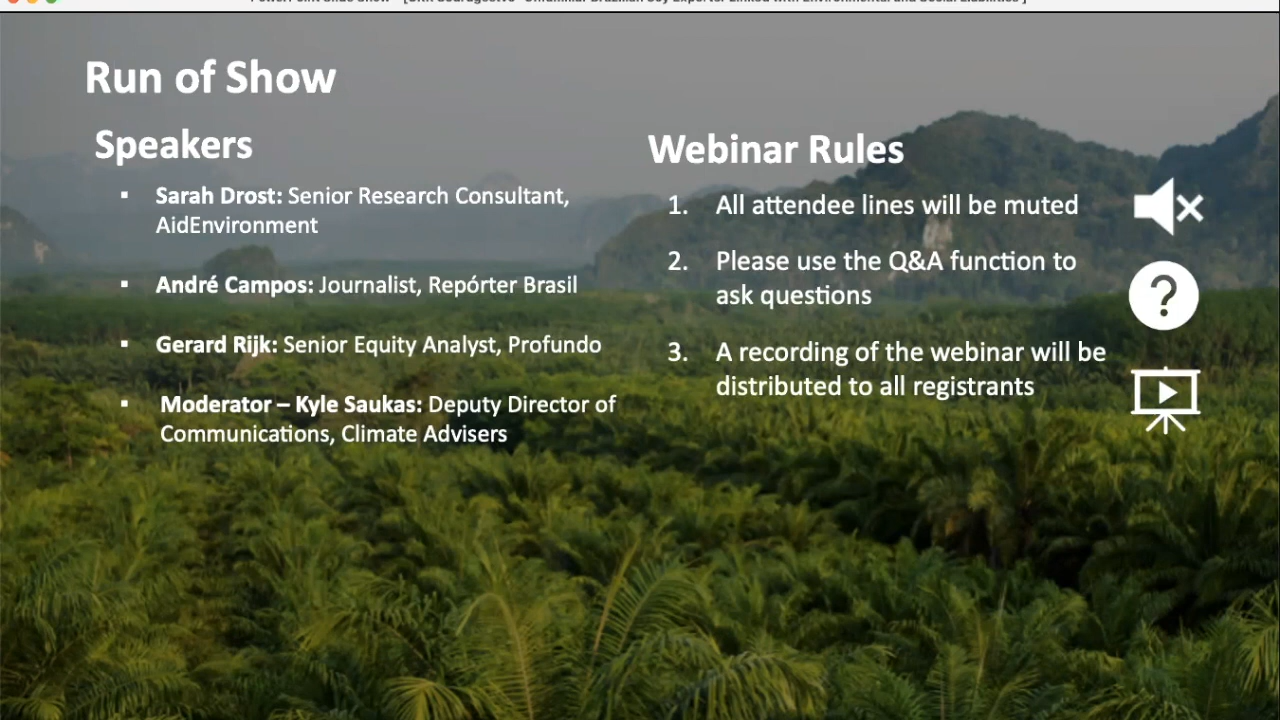 Run of Show
Speakers
▪ Sarah Drost: Senior Research Consultant,
AidEnvironment
▪ André Campos: Journalist, Repórter Brasil
▪ Gerard Rijk: Senior Equity Analyst, Profundo
▪ Moderator – Kyle Saukas: Deputy Director of
Communications, Climate Advisers
Webinar Rules
1. All attendee lines will be muted
2. Please use the Q&A function to
ask questions
3. A recording of the webinar will be
distributed to all registrants